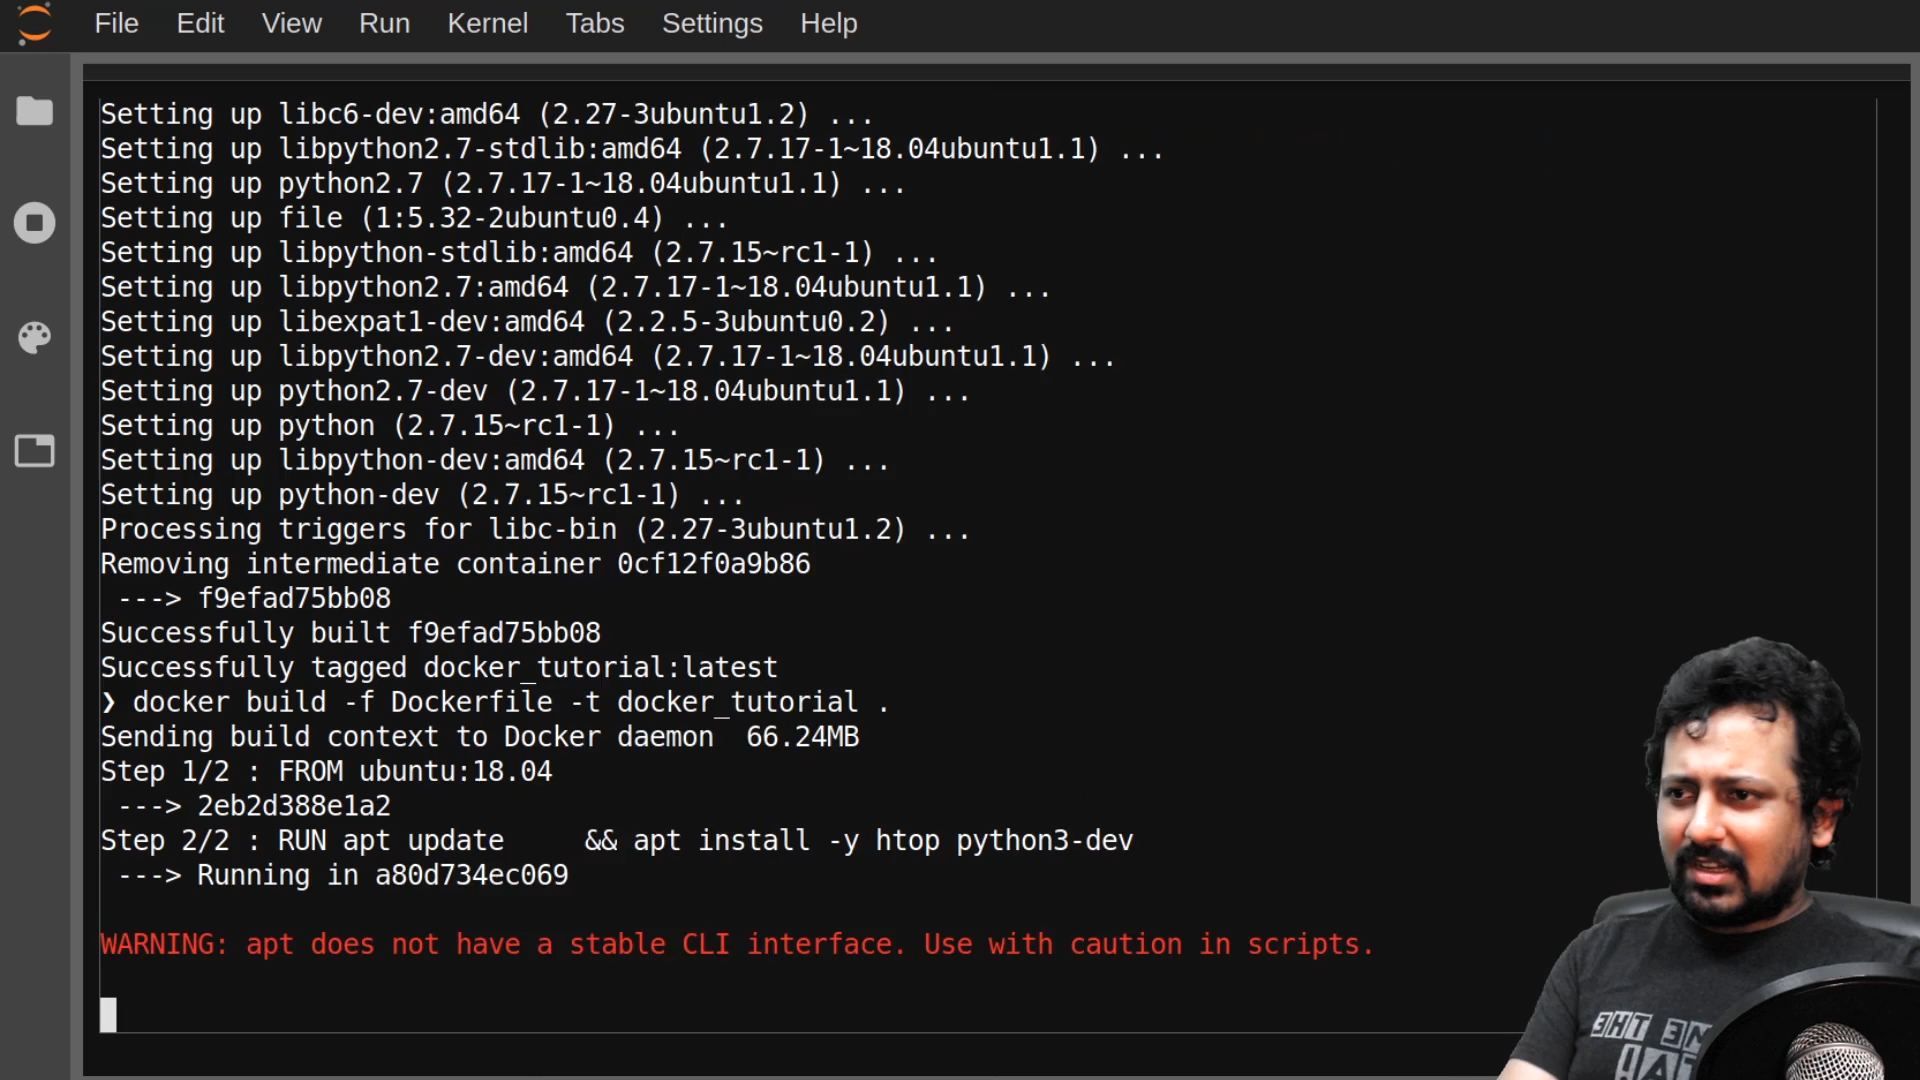 File Edit View Run Kernel Tabs Settings Help
Setting up libc6-dev:amd64 (2.27-3ubuntu1.2) ...
Setting up libpython2.7-stdlib:amd64 (2.7.17-1~18.04ubuntu1.1) ...
Setting up python2.7 (2.7.17-1~18.04ubuntu1.1) ...
Setting up file (1:5.32-2ubuntu0.4) ...
Setting up libpython-stdlib:amd64 (2.7.15~rc1-1) ...
Setting up libpython2.7:amd64 (2.7.17-1~18.04ubuntu1.1) ...
Setting up libexpat1-dev:amd64 (2.2.5-3ubuntu0.2) ...
Setting up libpython2.7-dev:amd64 (2.7.17-1~18.04ubuntu1.1) ...
Setting up python2.7-dev (2.7.17-1~18.04ubuntu1.1) ...
Setting up python (2.7.15~rc1-1) ...
Setting up libpython-dev:amd64 (2.7.15~rc1-1) ...
Setting up python-dev (2.7.15~rc1-1) ...
Processing triggers for libc-bin (2.27-3ubuntu1.2) ...
Removing intermediate container 0cf12f0a9b86
 ---> f9efad75bb08
Successfully built f9efad75bb08
Successfully tagged docker_tutorial:latest
❯ docker build -f Dockerfile -t docker_tutorial .
Sending build context to Docker daemon  66.24MB
Step 1/2 : FROM ubuntu:18.04
 ---> 2eb2d388e1a2
Step 2/2 : RUN apt update     && apt install -y htop python3-dev
 ---> Running in a80d734ec069
WARNING: apt does not have a stable CLI interface. Use with caution in scripts.